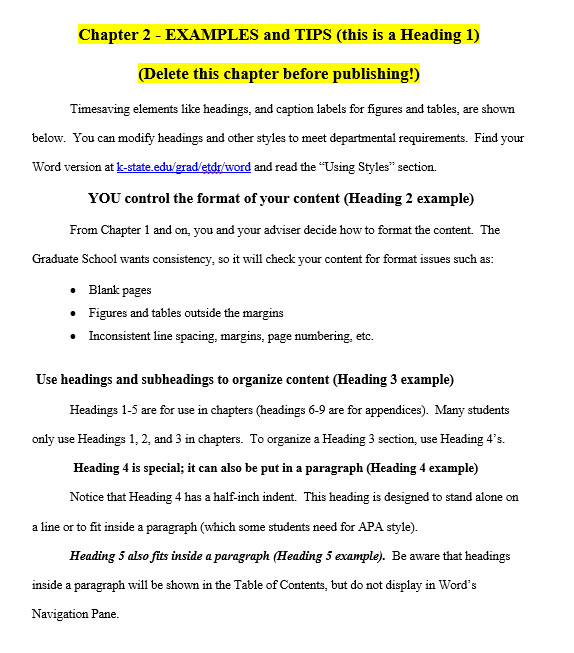 Chapter 2 - EXAMPLES and TIPS (this is a Heading 1)
(Delete this chapter before publishing!)
Timesaving elements like headings, and caption labels for figures and tables, are shown
below.  You can modify headings and other styles to meet departmental requirements.  Find your
Word version at k-state.edu/grad/etdr/word and read the “Using Styles” section.
YOU control the format of your content (Heading 2 example)
From Chapter 1 and on, you and your adviser decide how to format the content.  The
Graduate School wants consistency, so it will check your content for format issues such as:
• Blank pages
• Figures and tables outside the margins
• Inconsistent line spacing, margins, page numbering, etc.
Use headings and subheadings to organize content (Heading 3 example)
Headings 1-5 are for use in chapters (headings 6-9 are for appendices).  Many students
only use Headings 1, 2, and 3 in chapters.  To organize a Heading 3 section, use Heading 4’s.
Heading 4 is special; it can also be put in a paragraph (Heading 4 example)
Notice that Heading 4 has a half-inch indent.  This heading is designed to stand alone on
a line or to fit inside a paragraph (which some students need for APA style).
Heading 5 also fits inside a paragraph (Heading 5 example).  Be aware that headings
inside a paragraph will be shown in the Table of Contents, but do not display in Word’s
Navigation Pane.